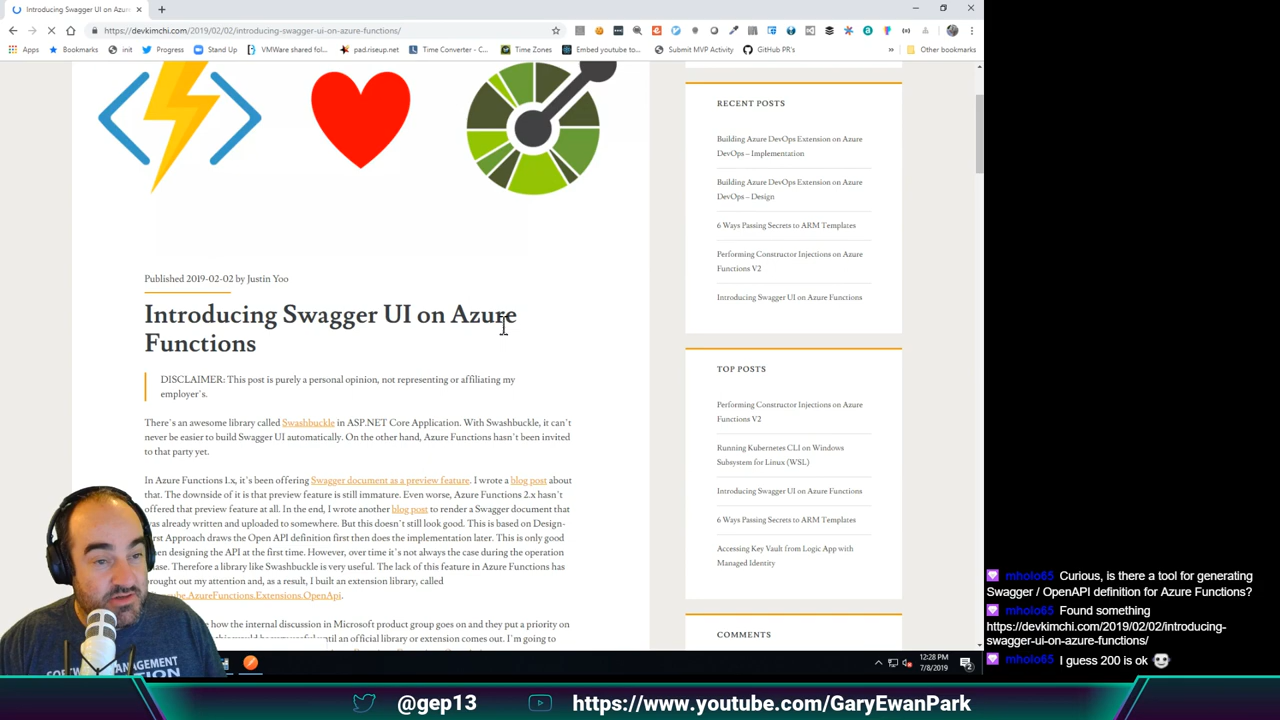 Introducing Swagger UI on Azur
https://devkimchi.com/2019/02/02/introducing-swagger-ui-on-azure-functions/
Apps
Bookmarks
init
Progress
Stand Up
VMWare shared fol...
pad.riseup.net
Time Converter - C...
Time Zones
Embed youtube to...
Submit MVP Activity
GitHub PR's
»
Other bookmarks
Published 2019-02-02 by Justin Yoo
Introducing Swagger UI on Azure
Functions
DISCLAIMER: This post is purely a personal opinion, not representing or affiliating my
employer's.
There's an awesome library called Swashbuckle in ASP.NET Core Application. With Swashbuckle, it can't
never be easier to build Swagger UI automatically. On the other hand, Azure Functions hasn't been invited
to that party yet.
In Azure Functions 1.x, it's been offering Swagger document as a preview feature. I wrote a blog post about
that. The downside of it is that preview feature is still immature. Even worse, Azure Functions 2.x hasn't
offered that preview feature at all. In the end, I wrote another blog post to render a Swagger document that
was already written and uploaded to somewhere. But this doesn't still look good. This is based on Design-
rst Approach draws the Open API definition first then does the implementation later. This is only good
en designing the API at the first time. However, over time it's not always the case during the operation
ase. Therefore a library like Swashbuckle is very useful. The lack of this feature in Azure Functions has
rought out my attention and, as a result, I built an extension library, called
ube.AzureFunctions.Extensions.OpenApi.
how the internal discussion in Microsoft product group goes on and they put a priority on
until an official library or extension comes out. I'm going to
RECENT POSTS
Building Azure DevOps Extension on Azure
DevOps – Implementation
Building Azure DevOps Extension on Azure
DevOps – Design
6 Ways Passing Secrets to ARM Templates
Performing Constructor Injections on Azure
Functions V2
Introducing Swagger UI on Azure Functions
TOP POSTS
Performing Constructor Injections on Azure
Functions V2
Running Kubernetes CLI on Windows
Subsystem for Linux (WSL)
Introducing Swagger UI on Azure Functions
6 Ways Passing Secrets to ARM Templates
Accessing Key Vault from Logic App with
Managed Identity
COMMENTS
mholo65 Curious, is there a tool for generating
Swagger / OpenAPI definition for Azure Functions?
mholo65 Found something
https://devkimchi.com/2019/02/02/introducing-
swagger-ui-on-azure-functions/
mholo65 I guess 200 is ok
12:28 PM
7/8/2019
2
SOFTWARE MANAGEMENT
@gep13
https://www.youtube.com/GaryEwanPark